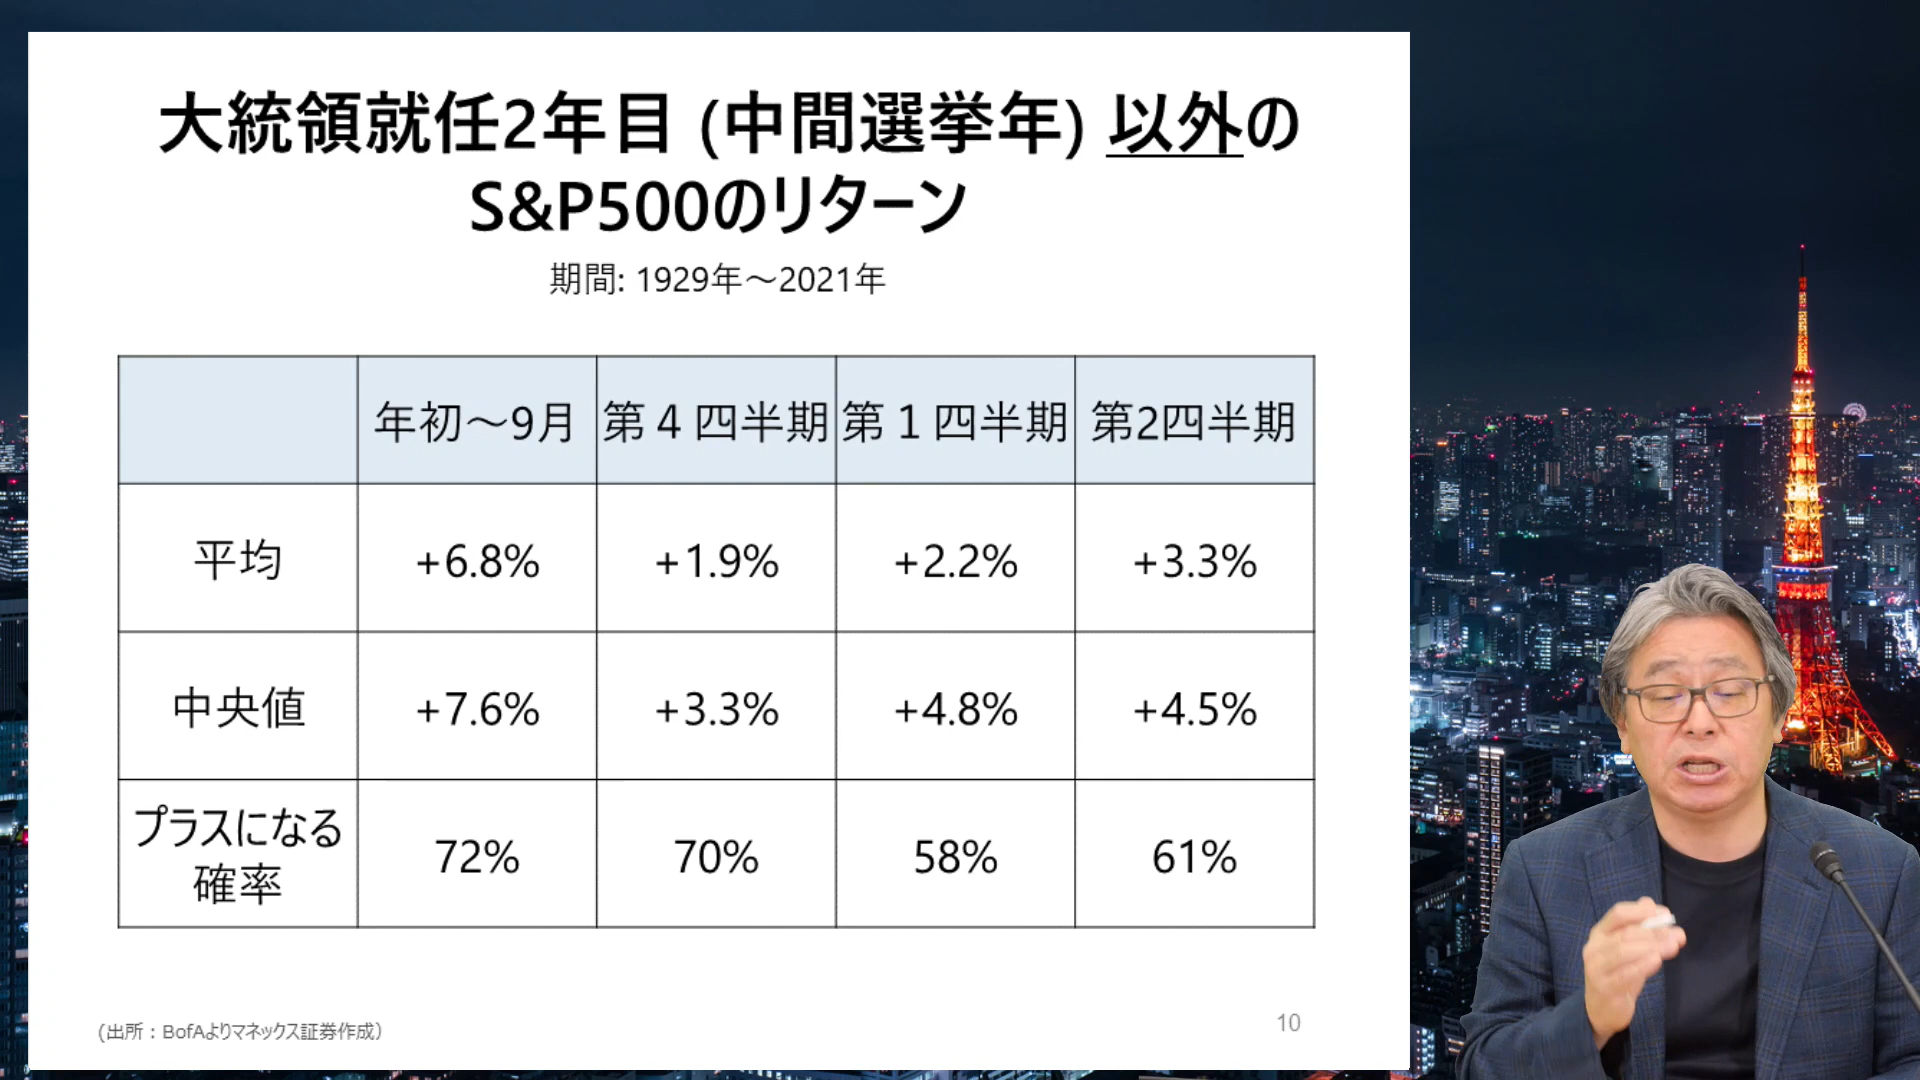 大統領就任2年目 (中間選挙年) 以外の
S&P500のリターン
期間: 1929年～2021年
年初～9月 第４四半期 第１四半期 第2四半期
平均 +6.8% +1.9% +2.2% +3.3%
中央値 +7.6% +3.3% +4.8% +4.5%
プラスになる
確率 72% 70% 58% 61%
(出所：BofAよりマネックス証券作成)
10